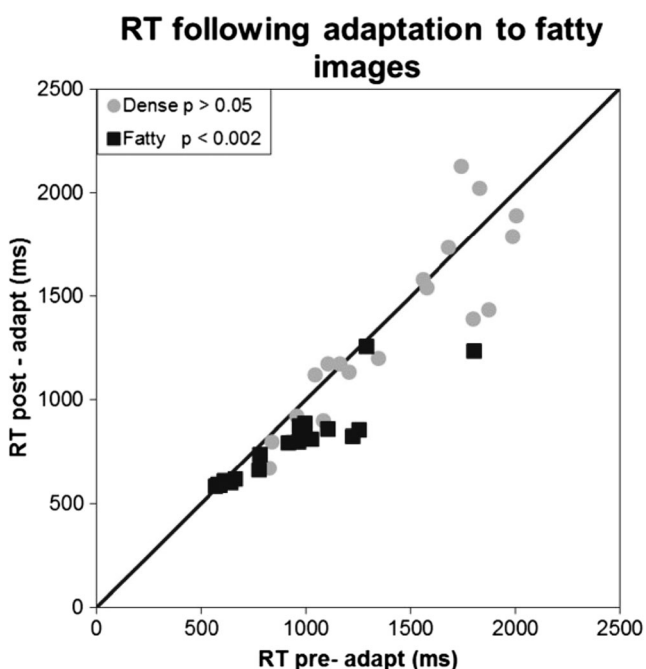 RT following adaptation to fatty
images
2500
Dense p > 0.05
Fatty p < 0.002
2000
1500
1000
500
0
RT post - adapt (ms)
0 500 1000 1500 2000 2500
RT pre- adapt (ms)